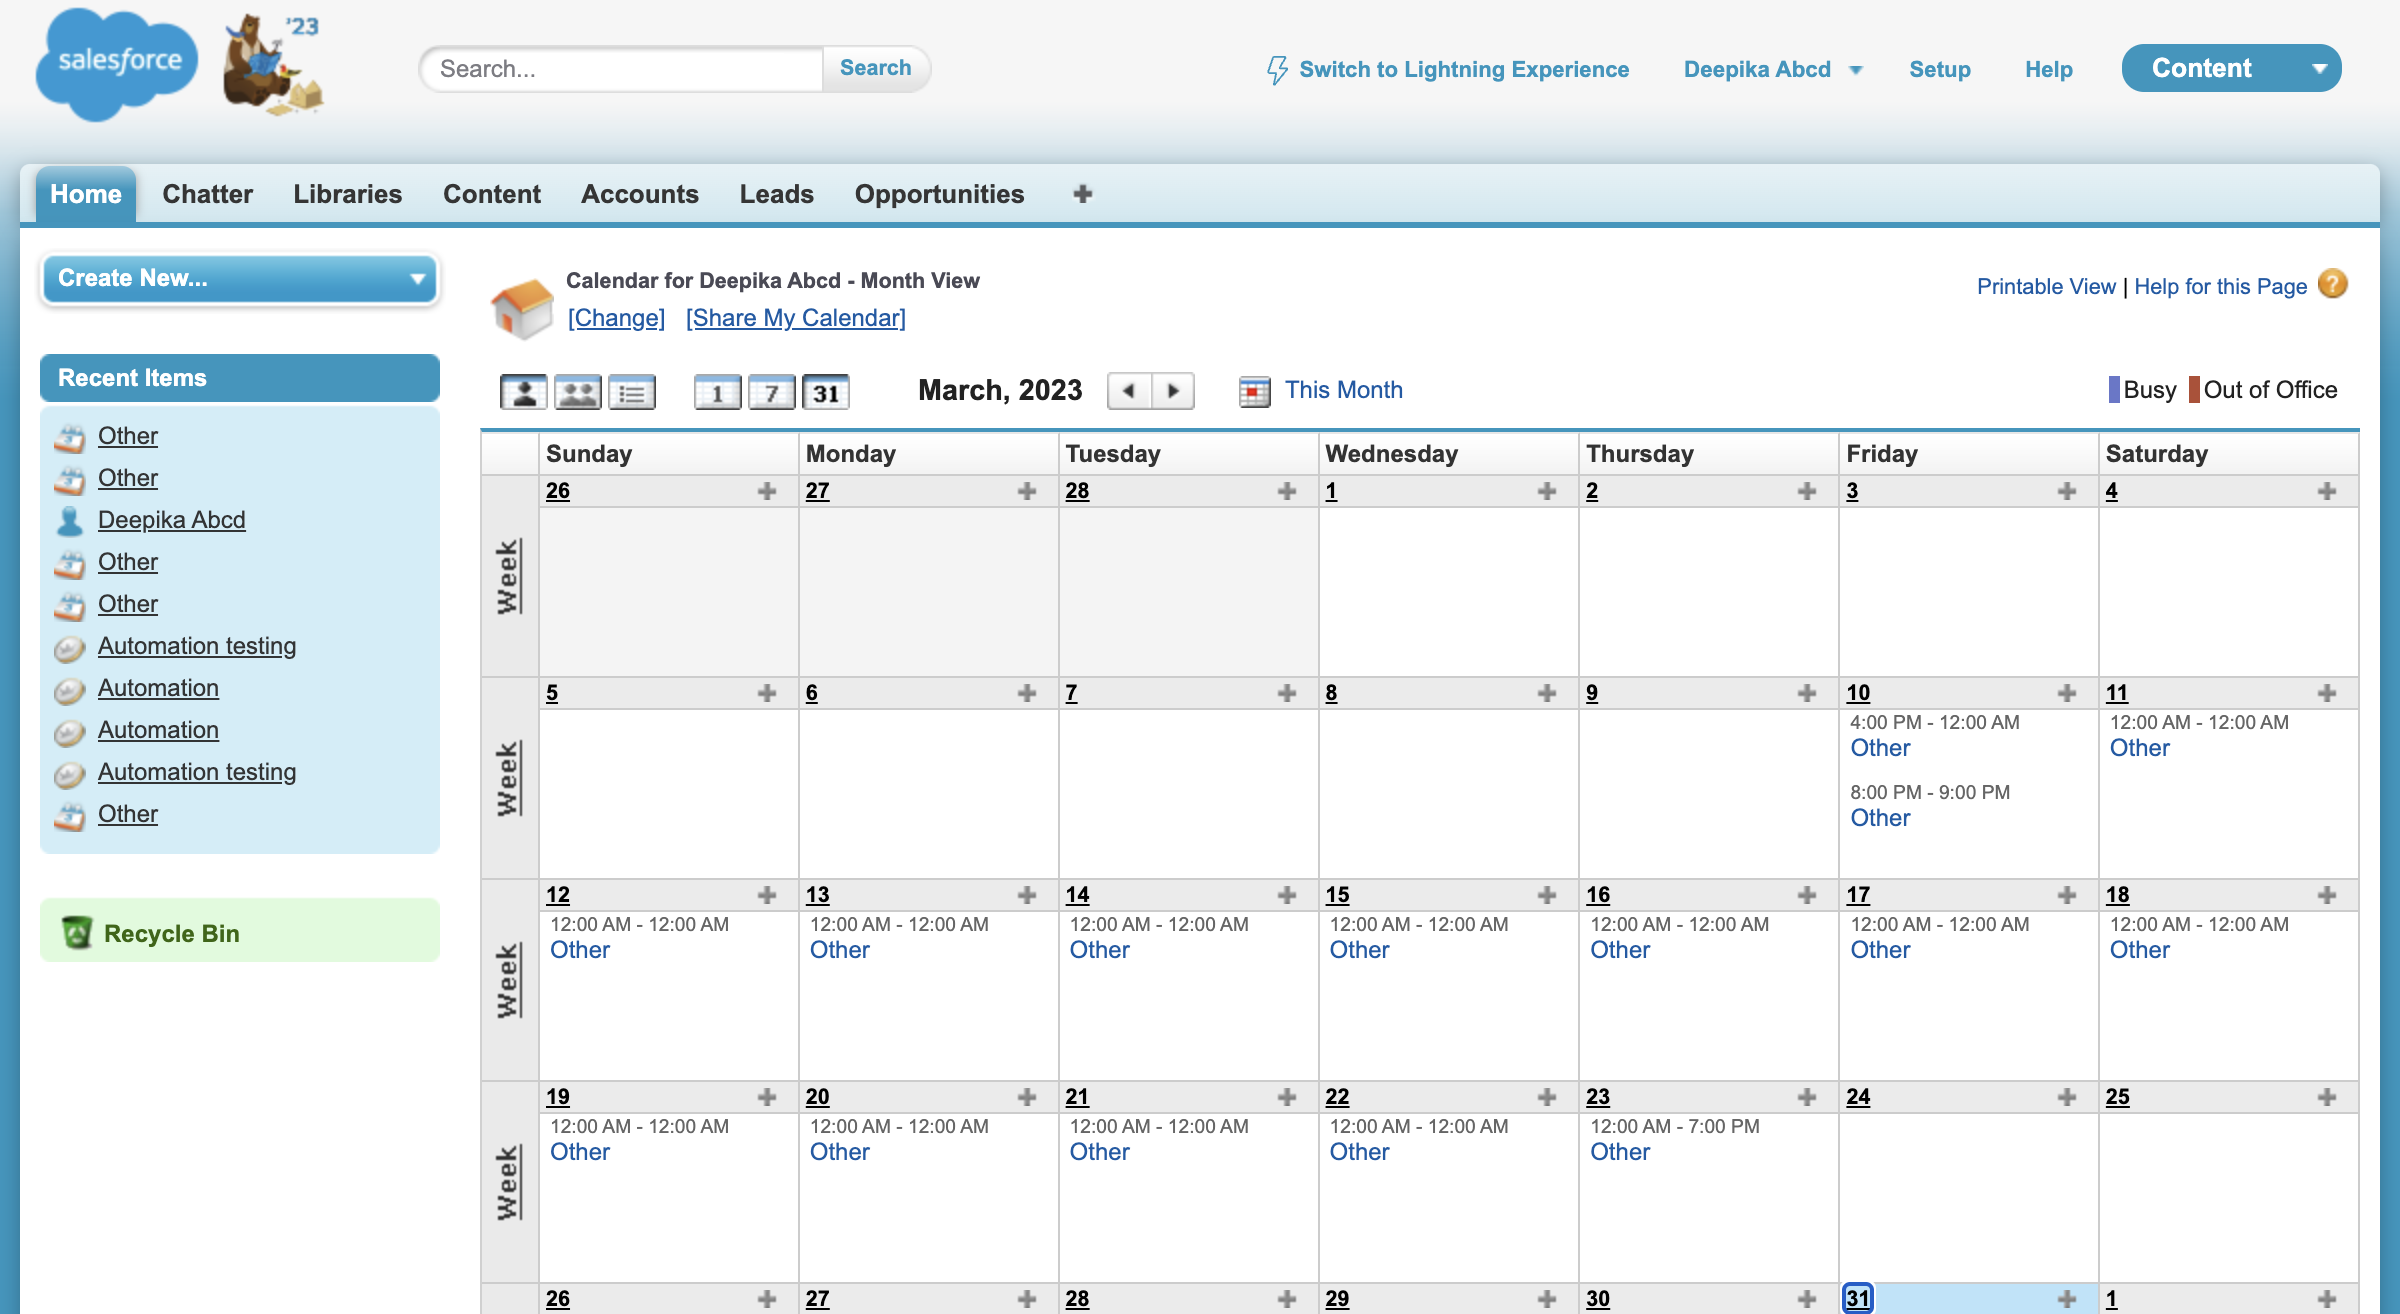 salesforce '23
Search... Search
Switch to Lightning Experience Deepika Abcd Setup Help Content
Home Chatter Libraries Content Accounts Leads Opportunities
Create New...
Recent Items
Other
Other
Deepika Abcd
Other
Other
Automation testing
Automation
Automation
Automation testing
Other
Recycle Bin
Calendar for Deepika Abcd - Month View
[Change] [Share My Calendar]
Printable View | Help for this Page ?
1 7 31 March, 2023 This Month Busy Out of Office
Sunday Monday Tuesday Wednesday Thursday Friday Saturday
26 27 28 1 2 3 4
Week
5 6 7 8 9 10 11
Week
4:00 PM - 12:00 AM 12:00 AM - 12:00 AM
Other Other
8:00 PM - 9:00 PM
Other
12 13 14 15 16 17 18
Week
12:00 AM - 12:00 AM 12:00 AM - 12:00 AM 12:00 AM - 12:00 AM 12:00 AM - 12:00 AM 12:00 AM - 12:00 AM 12:00 AM - 12:00 AM 12:00 AM - 12:00 AM
Other Other Other Other Other Other Other
19 20 21 22 23 24 25
Week
12:00 AM - 12:00 AM 12:00 AM - 12:00 AM 12:00 AM - 12:00 AM 12:00 AM - 12:00 AM 12:00 AM - 7:00 PM
Other Other Other Other Other
26 27 28 29 30 31 1